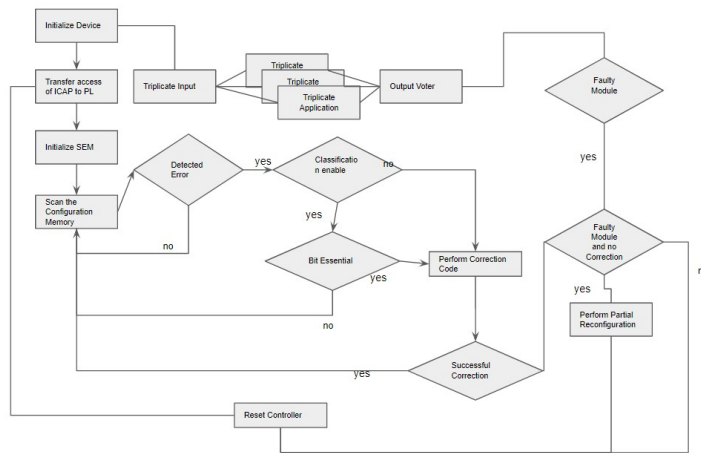 Initialize Device
Transfer access
of ICAP to PL
Initialize SEM
Scan the
Configuration
Memory
Triplicate Input
Triplicate
Triplicate
Triplicate
Application
Output Voter
Faulty
Module
yes
Detected
Error
yes
no
Classificatio
n enable
no
yes
Bit Essential
yes
no
Perform Correction
Code
Faulty
Module
and no
Correction
yes
Perform Partial
Reconfiguration
Successful
Correction
yes
Reset Controller